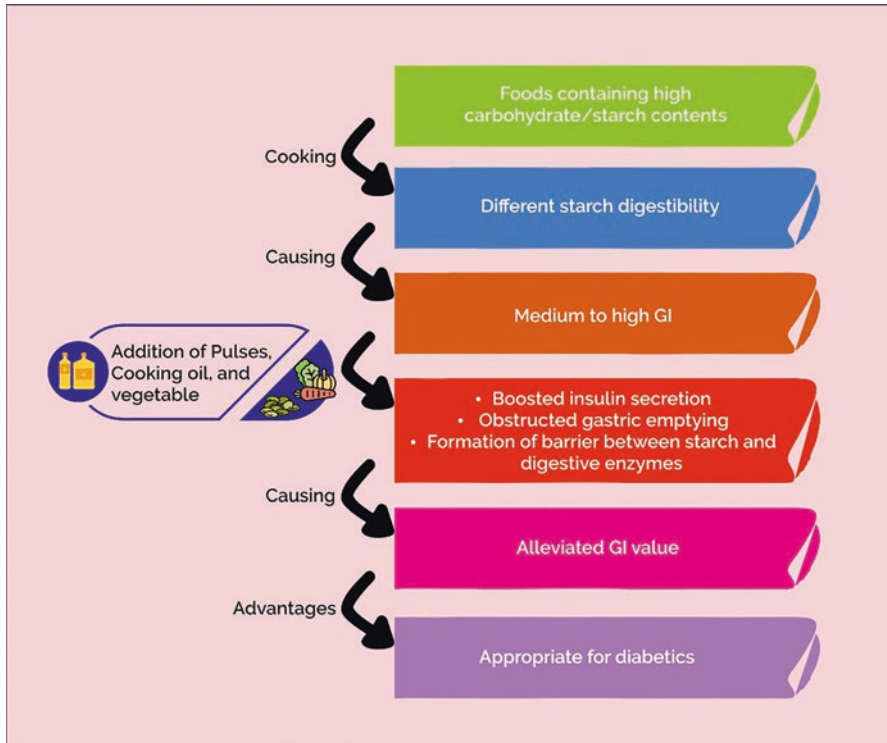 Foods containing high
carbohydrate/starch contents
Cooking
Different starch digestibility
Causing
Medium to high GI
Addition of Pulses,
Cooking oil, and
vegetable
• Boosted insulin secretion
• Obstructed gastric emptying
• Formation of barrier between starch and
digestive enzymes
Causing
Alleviated GI value
Advantages
Appropriate for diabetics